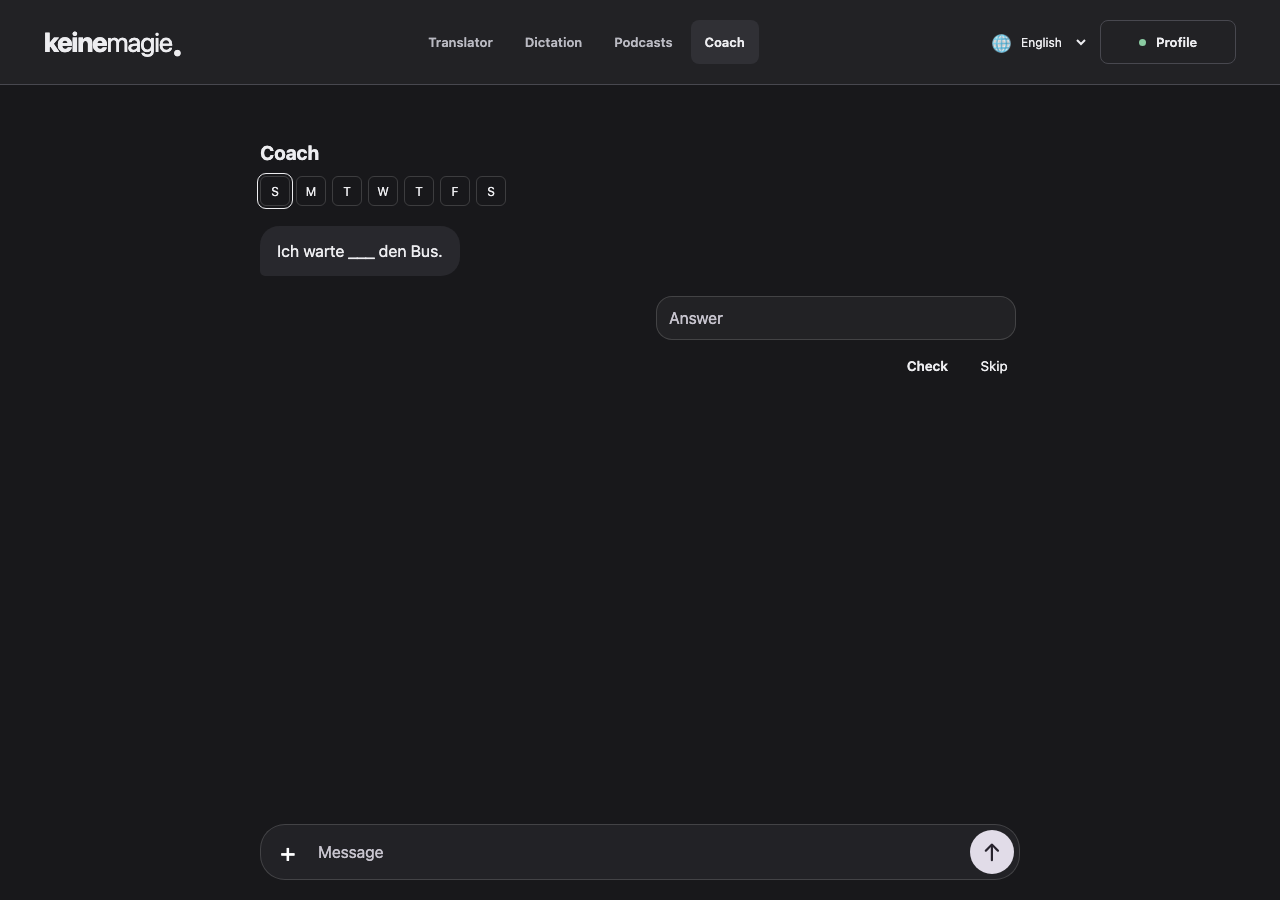 keinemagie.
Translator Dictation Podcasts Coach
English
Profile
Coach
S M T W T F S
Ich warte ___ den Bus.
Answer
Check Skip
+ Message